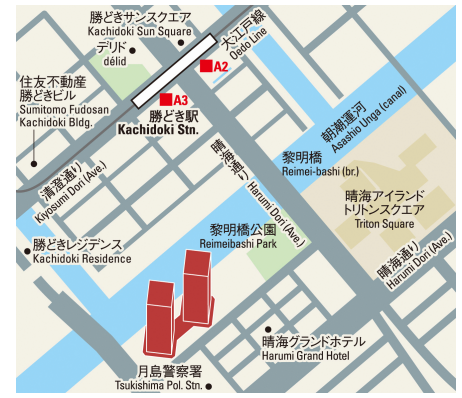 勝どきサンスクエア
Kachidoki Sun Square
デリド
délid
大江戸線
Oedo Line
A2
住友不動産
勝どきビル
Sumitomo Fudosan
Kachidoki Bldg.
A3
勝どき駅
Kachidoki Stn.
朝潮運河
Asashio Unga (canal)
清澄通り
Kiyosumi Dori (Ave.)
晴海通り
Harumi Dori (Ave.)
黎明橋
Reimei-bashi (br.)
晴海アイランド
トリトンスクエア
Triton Square
黎明橋公園
Reimeibashi Park
勝どきレジデンス
Kachidoki Residence
晴海通り
Harumi Dori (Ave.)
晴海グランドホテル
Harumi Grand Hotel
月島警察署
Tsukishima Pol. Stn.